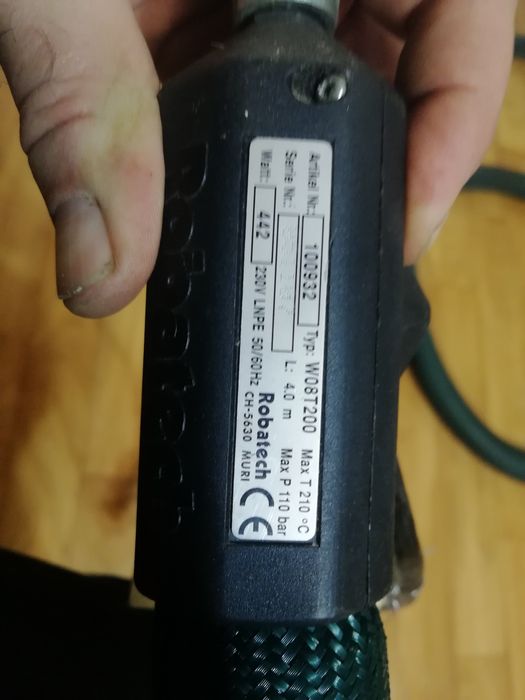 Artikel Nr.: 100932 Typ: W08T200 Max T 210 °C
Serie Nr.: L: 4.0 m Max P 110 bar
Watt: 442 230V LNPE 50/60Hz Robatech CE
CH-5630 MURI
Robatech